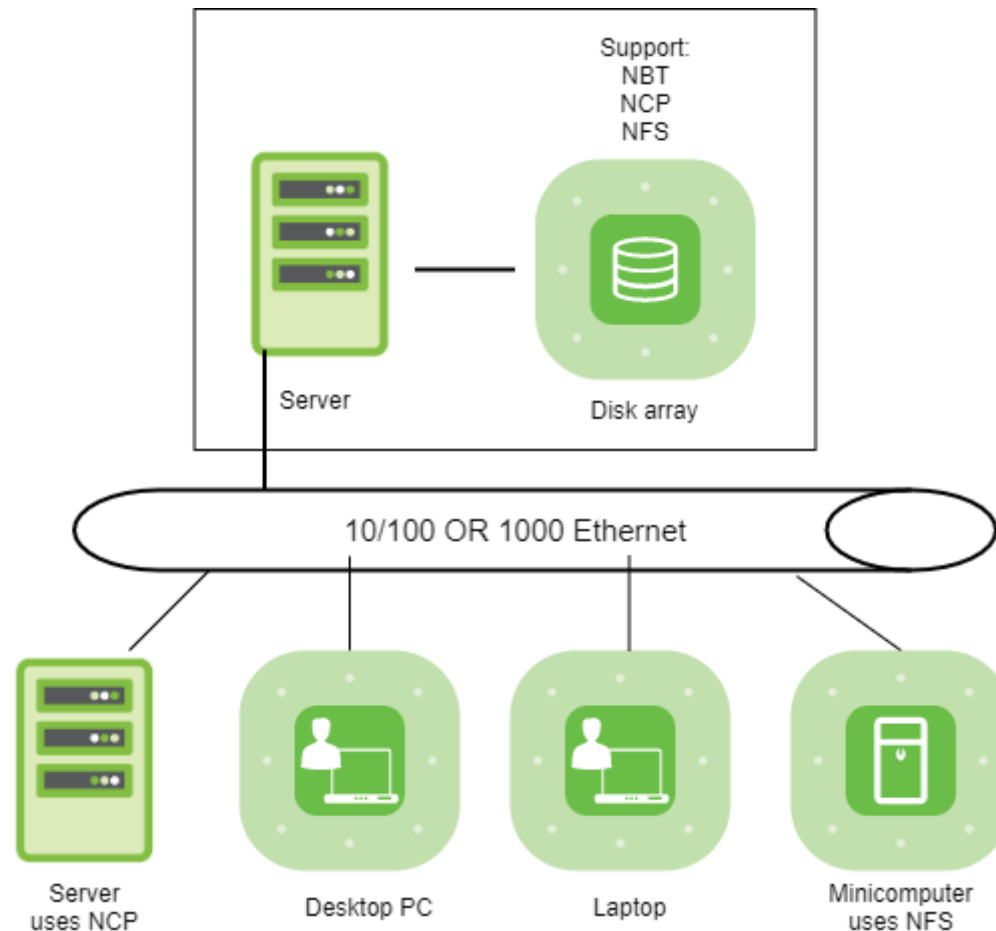 Support:
NBT
NCP
NFS
Server
Disk array
10/100 OR 1000 Ethernet
Server
uses NCP
Desktop PC
Laptop
Minicomputer
uses NFS